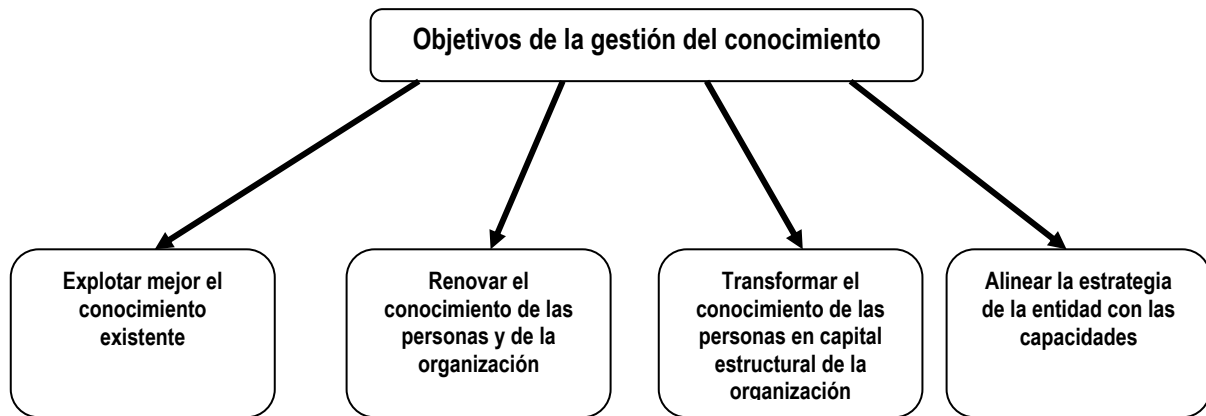 Objetivos de la gestión del conocimiento
Explotar mejor el
conocimiento
existente
Renovar el
conocimiento de las
personas y de la
organización
Transformar el
conocimiento de las
personas en capital
estructural de la
organización
Alinear la estrategia
de la entidad con las
capacidades